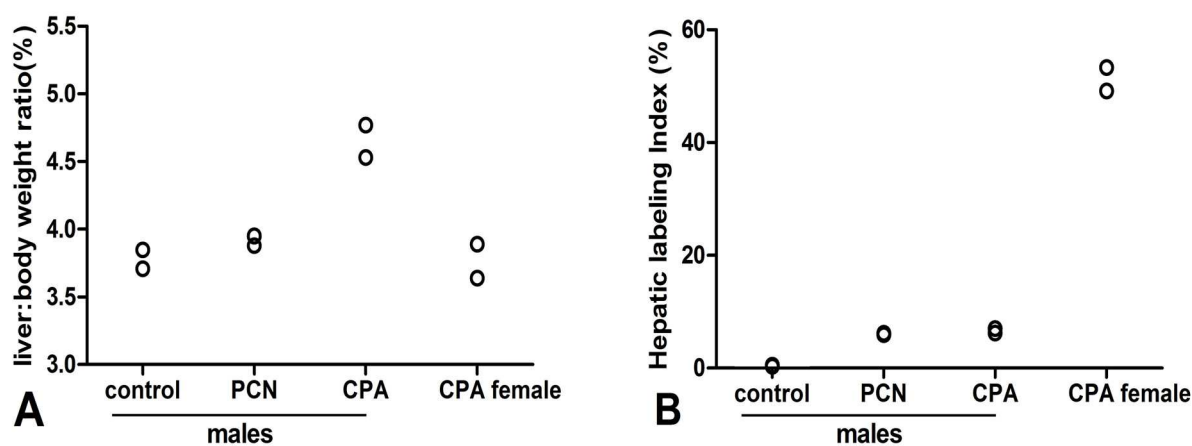 liver:body weight ratio(%)
5.5
5.0
4.5
4.0
3.5
3.0
control PCN CPA CPA female
males
A
Hepatic labeling Index (%)
60
40
20
0
control PCN CPA CPA female
males
B